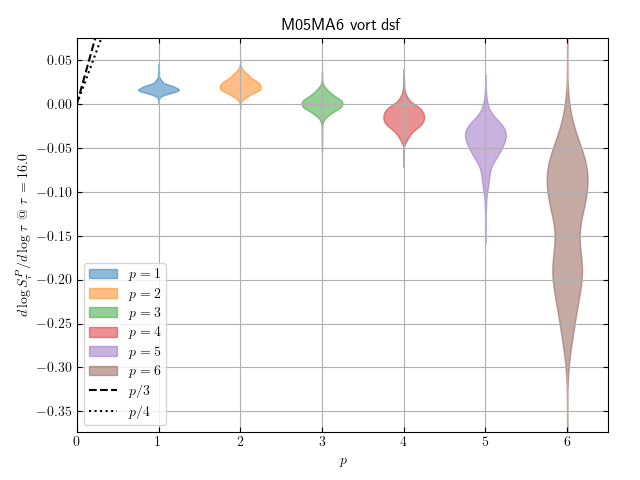 M05MA6 vort dsf
0.05
0.00
−0.05
−0.10
−0.15
−0.20
−0.25
−0.30
−0.35
d log S_τ^P / d log τ @ τ = 16.0
p = 1
p = 2
p = 3
p = 4
p = 5
p = 6
p/3
p/4
0 1 2 3 4 5 6
p